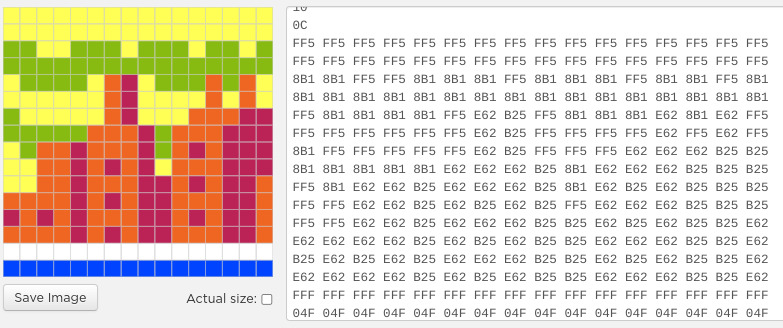 10
0C
FF5 FF5 FF5 FF5 FF5 FF5 FF5 FF5 FF5 FF5 FF5 FF5 FF5 FF5 FF5 FF5
FF5 FF5 FF5 FF5 FF5 FF5 FF5 FF5 FF5 FF5 FF5 FF5 FF5 FF5 FF5 FF5
8B1 8B1 FF5 FF5 8B1 8B1 8B1 FF5 8B1 8B1 8B1 FF5 8B1 8B1 FF5 8B1
8B1 8B1 8B1 8B1 8B1 8B1 8B1 8B1 8B1 8B1 8B1 8B1 8B1 8B1 8B1 8B1
FF5 8B1 8B1 8B1 8B1 FF5 E62 B25 FF5 8B1 8B1 8B1 E62 8B1 E62 FF5
FF5 FF5 FF5 FF5 FF5 FF5 E62 B25 FF5 FF5 FF5 FF5 E62 FF5 E62 FF5
8B1 FF5 FF5 FF5 FF5 FF5 E62 B25 FF5 FF5 FF5 E62 E62 E62 B25 B25
8B1 8B1 8B1 8B1 8B1 E62 E62 E62 B25 8B1 E62 E62 E62 B25 B25 B25
FF5 8B1 E62 E62 B25 E62 E62 E62 B25 8B1 E62 B25 E62 B25 B25 B25
FF5 FF5 E62 E62 B25 E62 B25 E62 B25 FF5 E62 E62 E62 B25 B25 B25
FF5 FF5 E62 E62 B25 E62 E62 E62 B25 B25 E62 B25 E62 B25 B25 E62
E62 E62 E62 E62 B25 E62 B25 E62 B25 E62 E62 B25 E62 B25 B25 E62
B25 E62 B25 E62 B25 E62 E62 E62 B25 B25 E62 E62 E62 B25 B25 E62
E62 E62 E62 E62 B25 E62 B25 E62 B25 B25 E62 E62 E62 B25 B25 E62
FFF FFF FFF FFF FFF FFF FFF FFF FFF FFF FFF FFF FFF FFF FFF FFF
04F 04F 04F 04F 04F 04F 04F 04F 04F 04F 04F 04F 04F 04F 04F 04F
Save Image
Actual size: